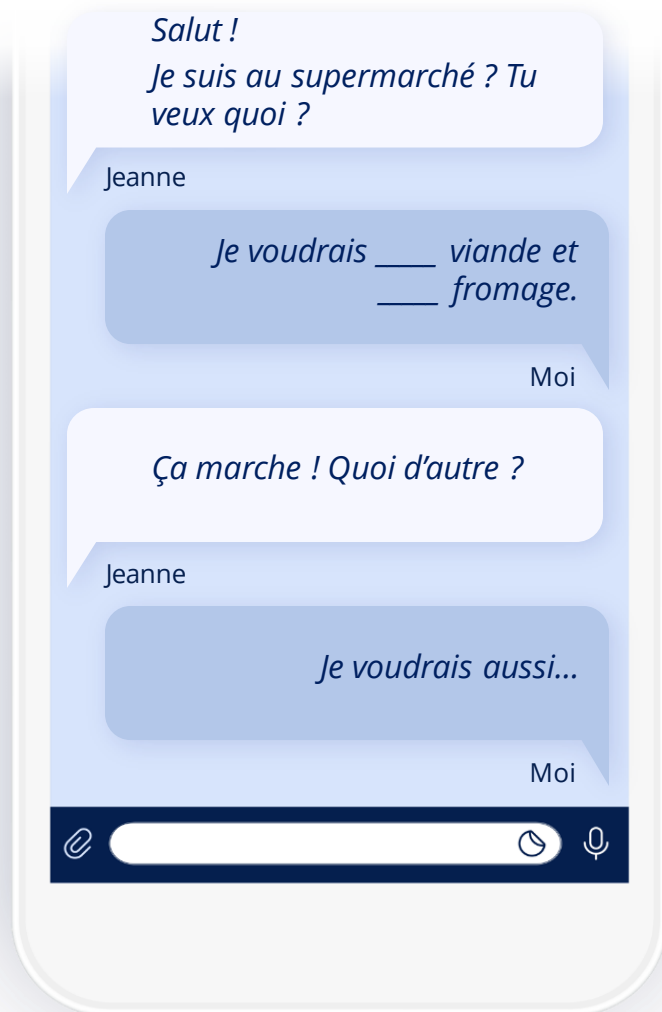 Salut !
Je suis au supermarché ? Tu
veux quoi ?
Jeanne
Je voudrais _____ viande et
_____ fromage.
Moi
Ça marche ! Quoi d’autre ?
Jeanne
Je voudrais aussi...
Moi